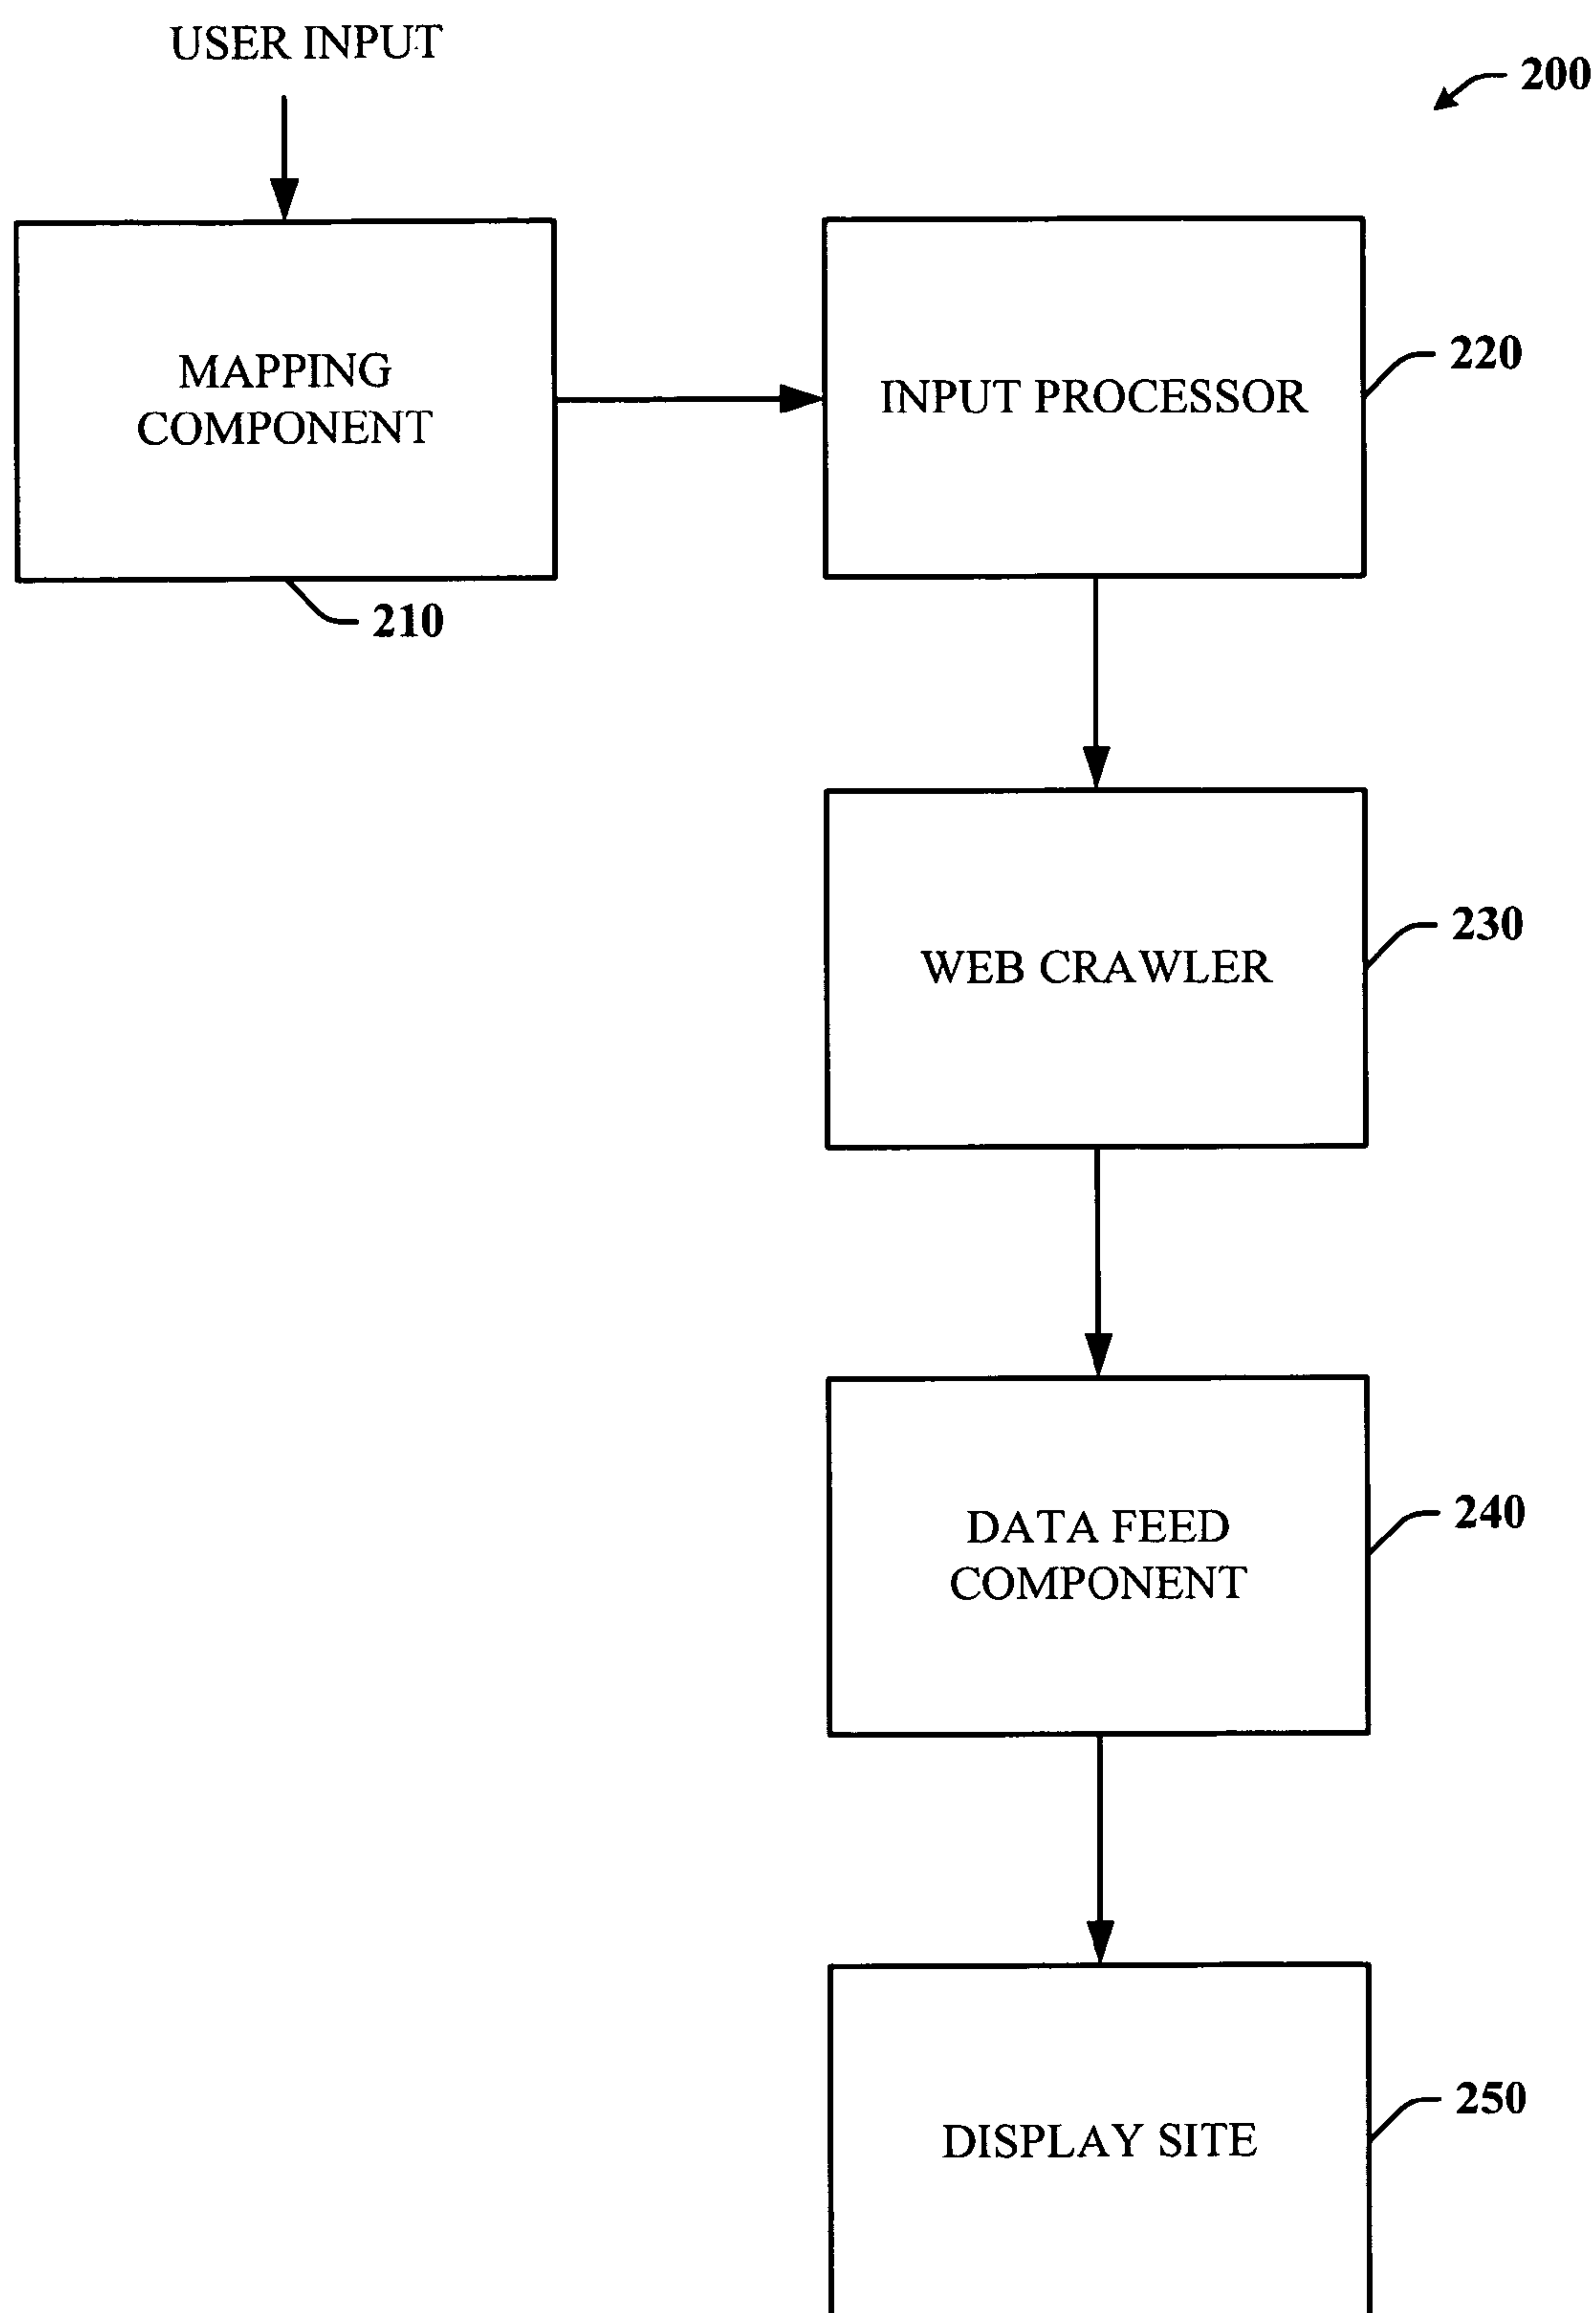 USER INPUT
200
MAPPING
COMPONENT
210
INPUT PROCESSOR
220
WEB CRAWLER
230
DATA FEED
COMPONENT
240
DISPLAY SITE
250